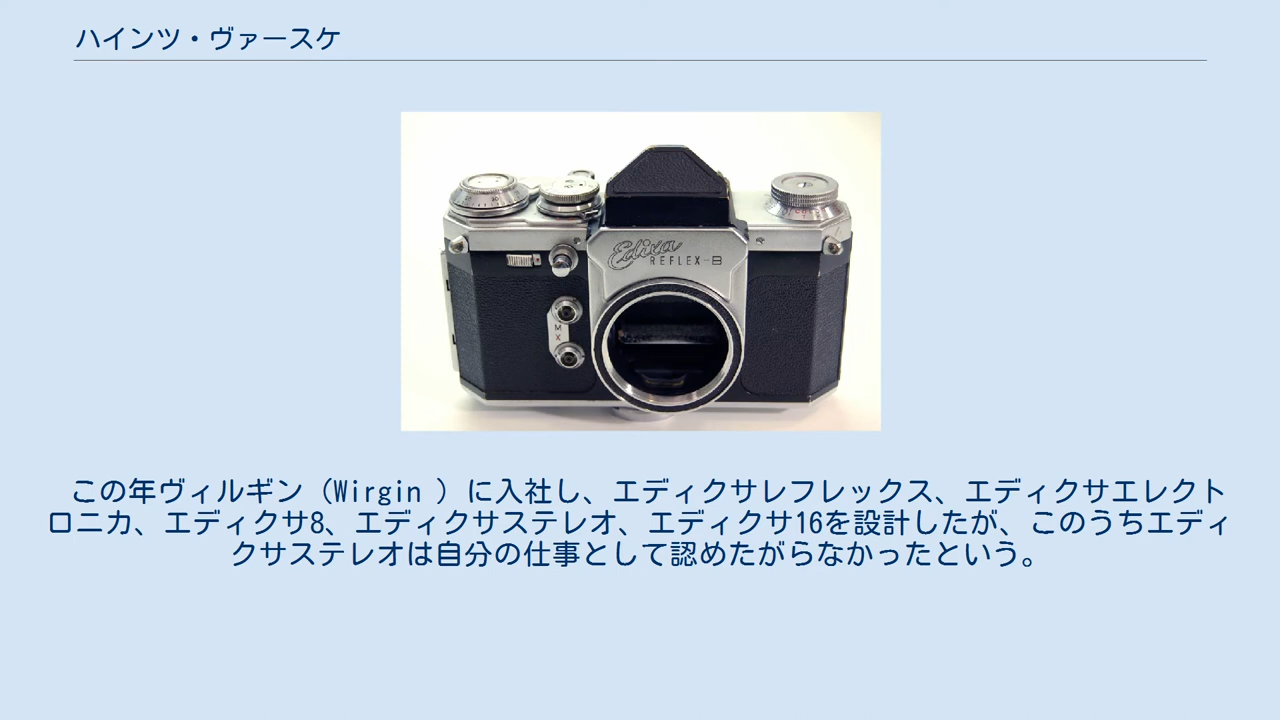 ハインツ・ヴァースケ
Edixa
REFLEX-B
M
X
この年ヴィルギン（Wirgin ）に入社し、エディクサレフレックス、エディクサエレクト
ロニカ、エディクサ8、エディクサステレオ、エディクサ16を設計したが、このうちエディ
クサステレオは自分の仕事として認めたがらなかったという。